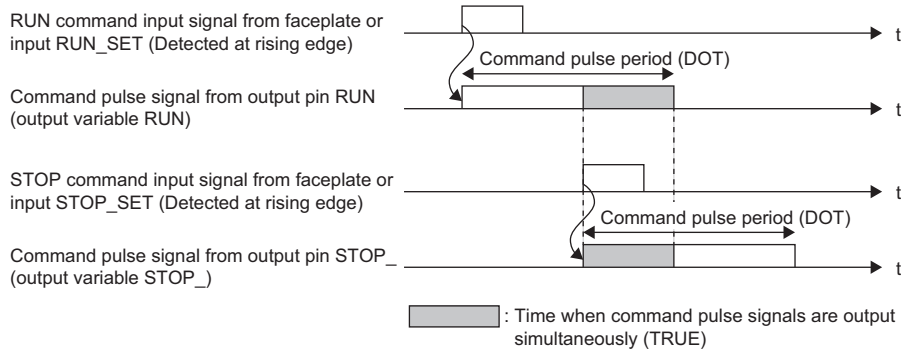 RUN command input signal from faceplate or
input RUN_SET (Detected at rising edge)
t
Command pulse period (DOT)
Command pulse signal from output pin RUN
(output variable RUN)
t
STOP command input signal from faceplate or
input STOP_SET (Detected at rising edge)
t
Command pulse period (DOT)
Command pulse signal from output pin STOP_
(output variable STOP_)
t
: Time when command pulse signals are output
simultaneously (TRUE)